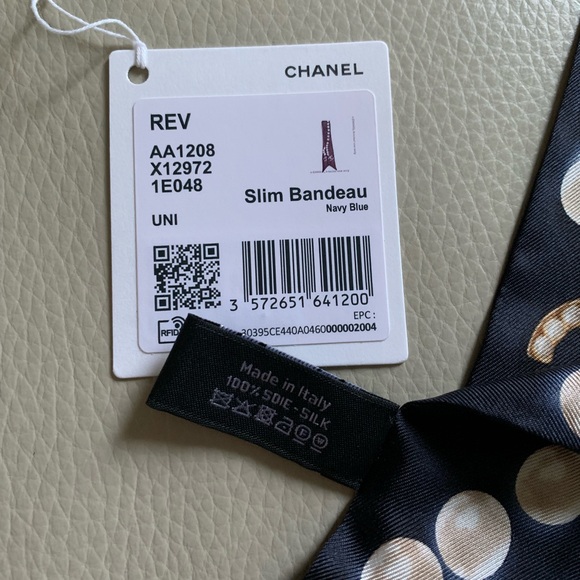 CHANEL
REV
AA1208
X12972
1E048
UNI
Slim Bandeau
Navy Blue
3 572651 641200
EPC :
30395CE440A0460000002004
RFID
Made in Italy
100% SOIE - SILK